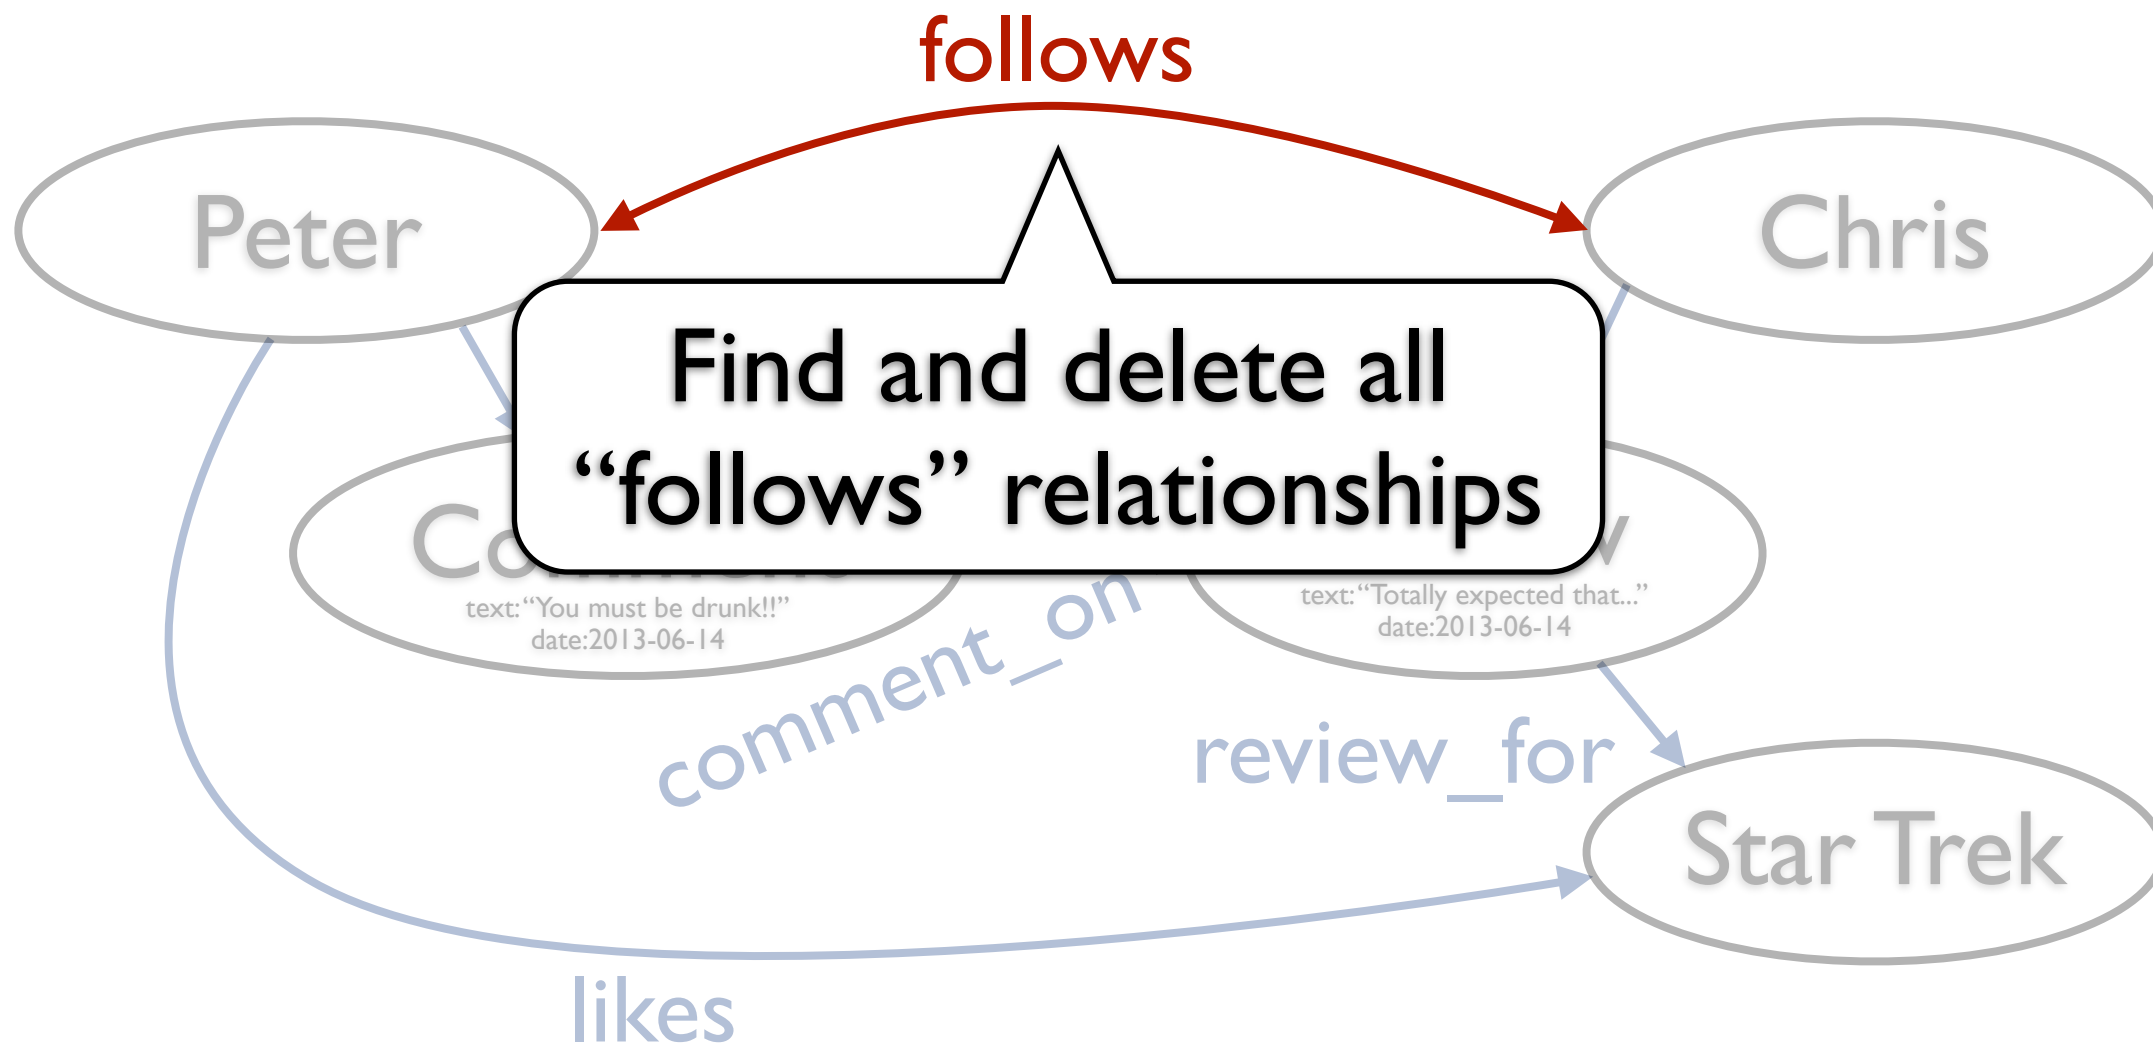 follows
Peter
Chris
Find and delete all
“follows” relationships
text:“You must be drunk!!”
date:2013-06-14
text:“Totally expected that...”
date:2013-06-14
comment_on
review_for
Star Trek
likes